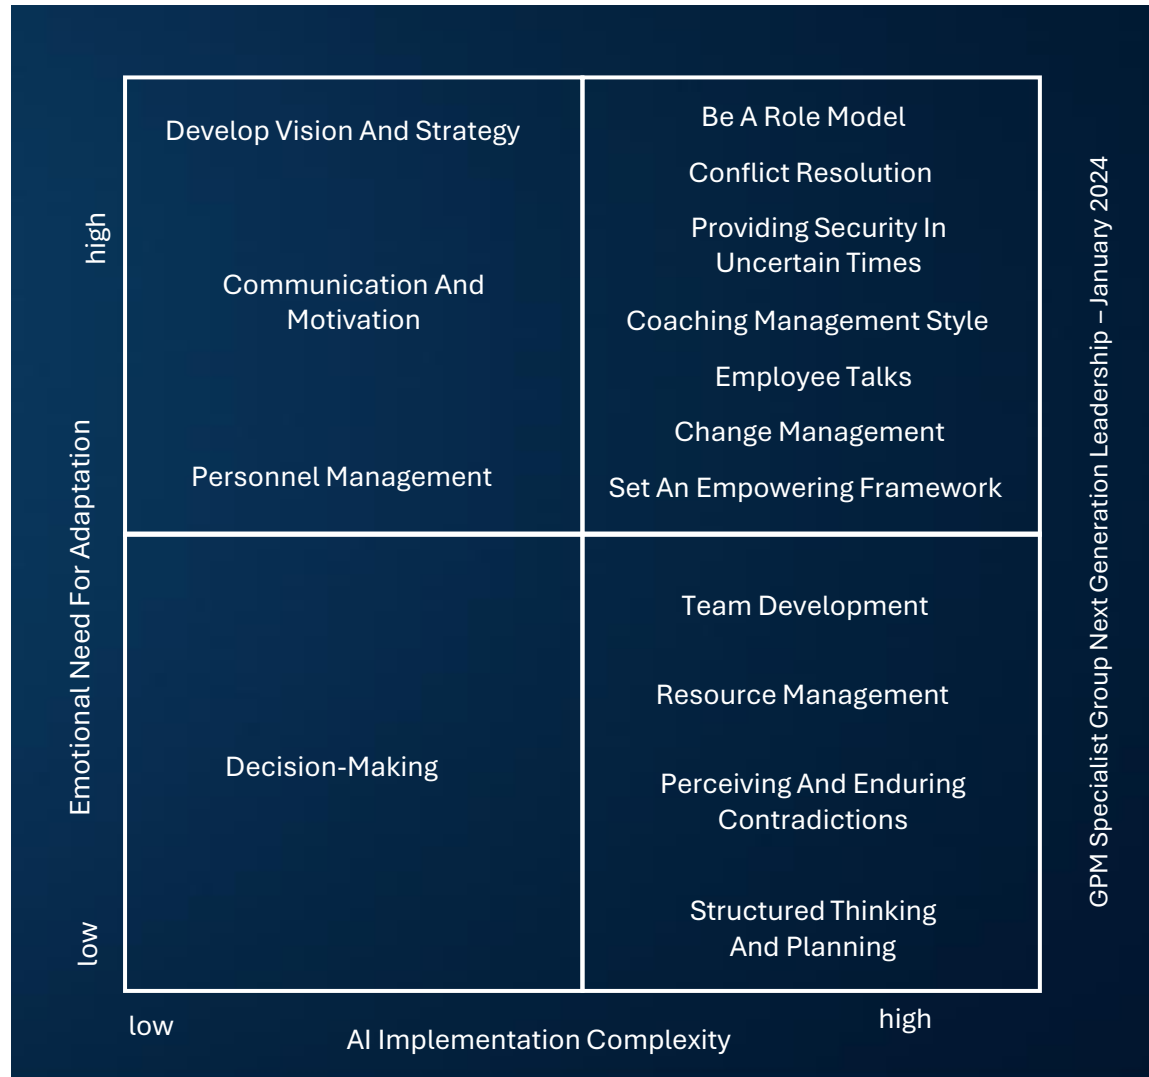 Develop Vision And Strategy
Communication And
Motivation
Personnel Management
Be A Role Model
Conflict Resolution
Providing Security In
Uncertain Times
Coaching Management Style
Employee Talks
Change Management
Set An Empowering Framework
Decision-Making
Team Development
Resource Management
Perceiving And Enduring
Contradictions
Structured Thinking
And Planning
high
Emotional Need For Adaptation
low
low
AI Implementation Complexity
high
GPM Specialist Group Next Generation Leadership – January 2024